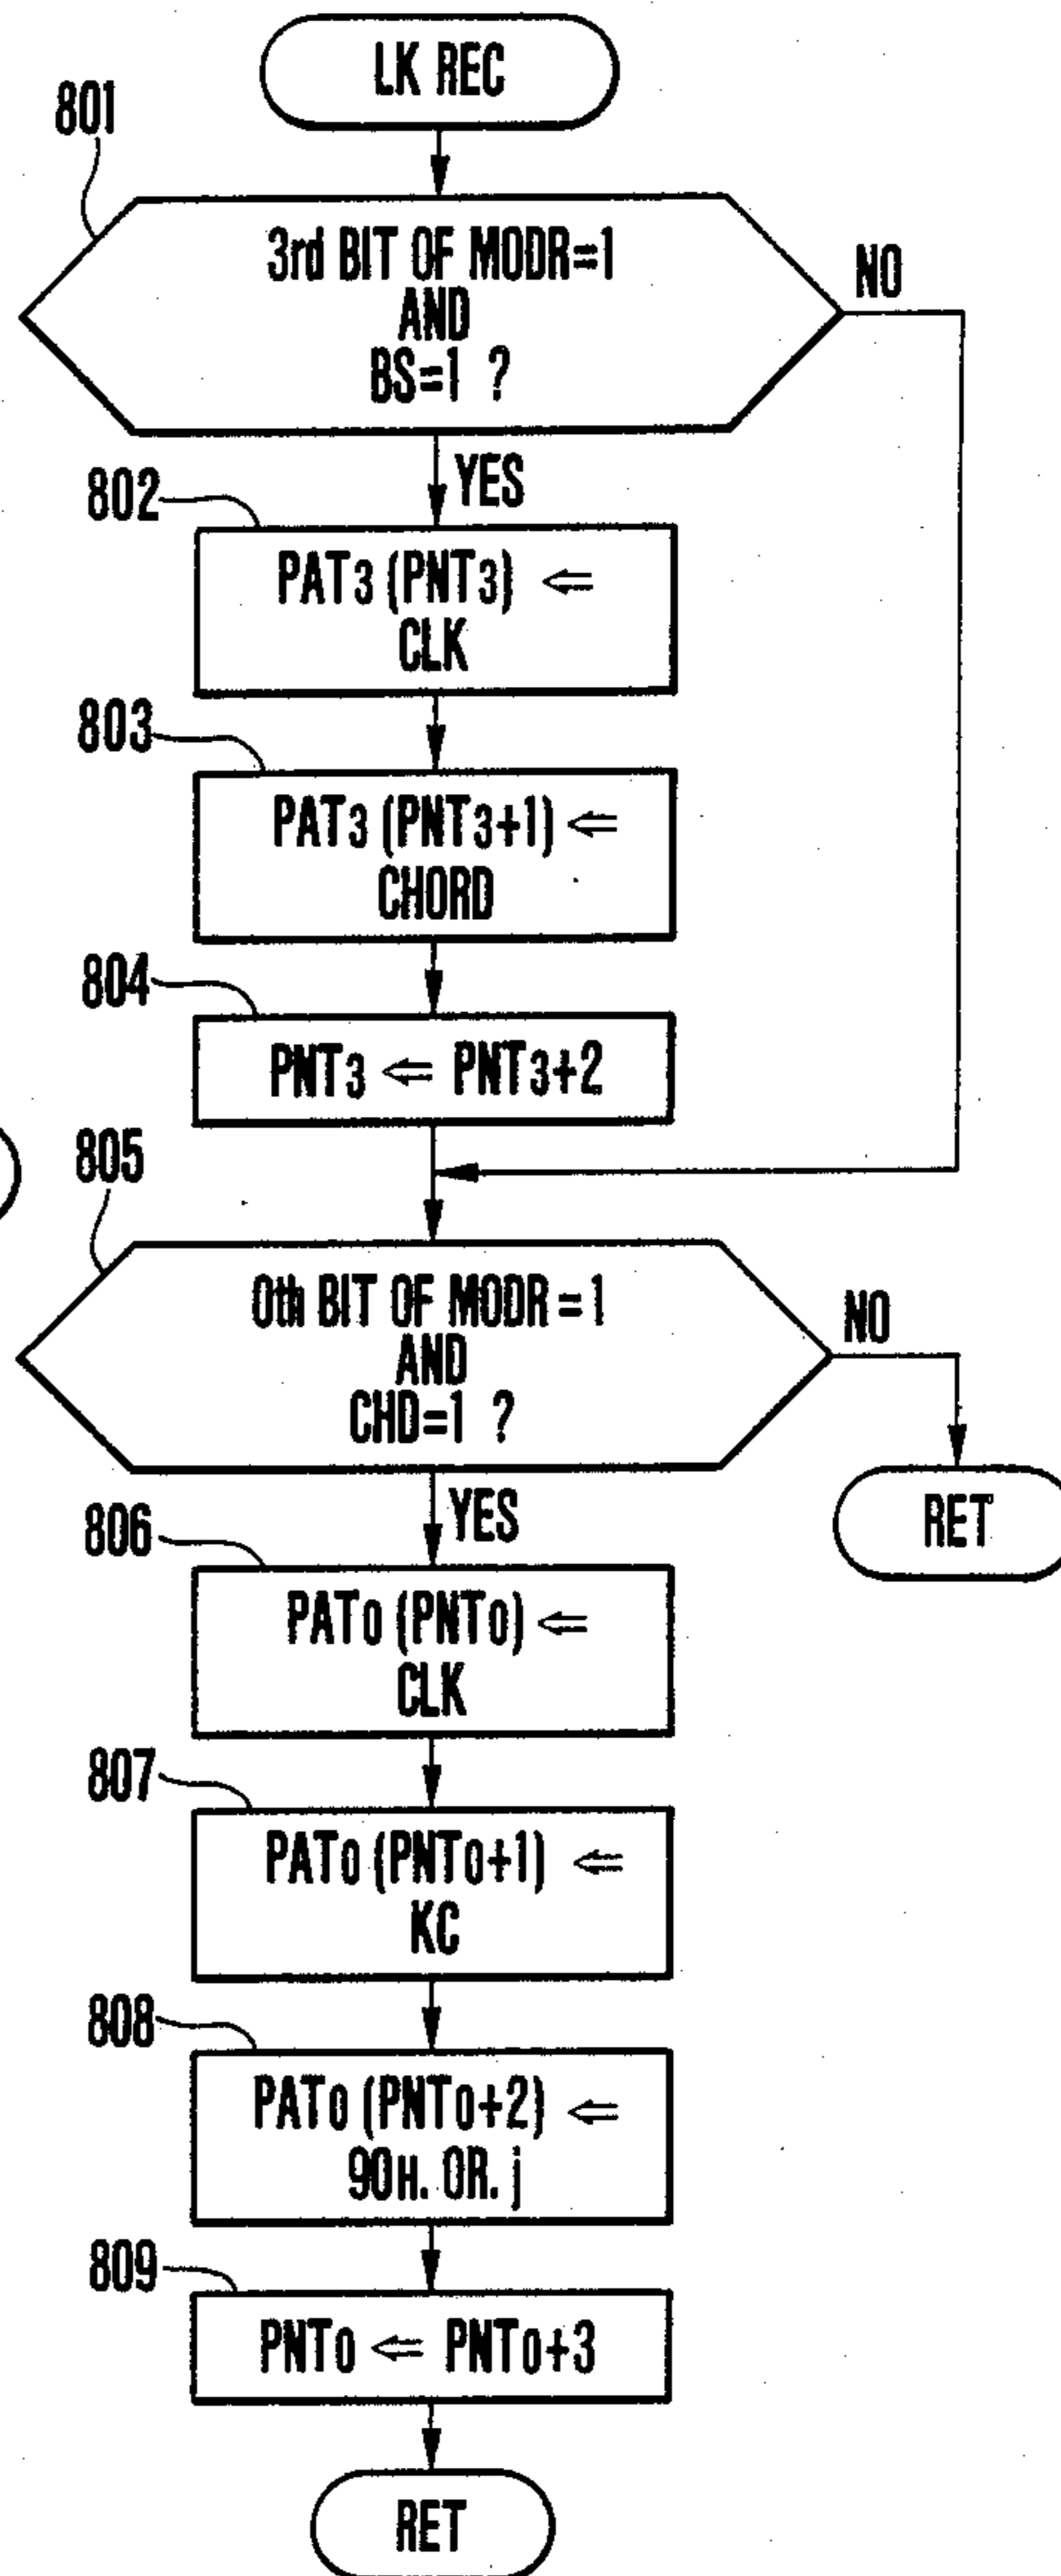 LK REC
801
3rd BIT OF MODR=1
AND
BS=1 ?
NO
YES
802
PAT3 (PNT3) ⇐
CLK
803
PAT3 (PNT3+1) ⇐
CHORD
804
PNT3 ⇐ PNT3+2
805
0th BIT OF MODR = 1
AND
CHD=1 ?
NO
RET
YES
806
PAT0 (PNT0) ⇐
CLK
807
PAT0 (PNT0+1) ⇐
KC
808
PAT0 (PNT0+2) ⇐
90H. OR. j
809
PNT0 ⇐ PNT0+3
RET